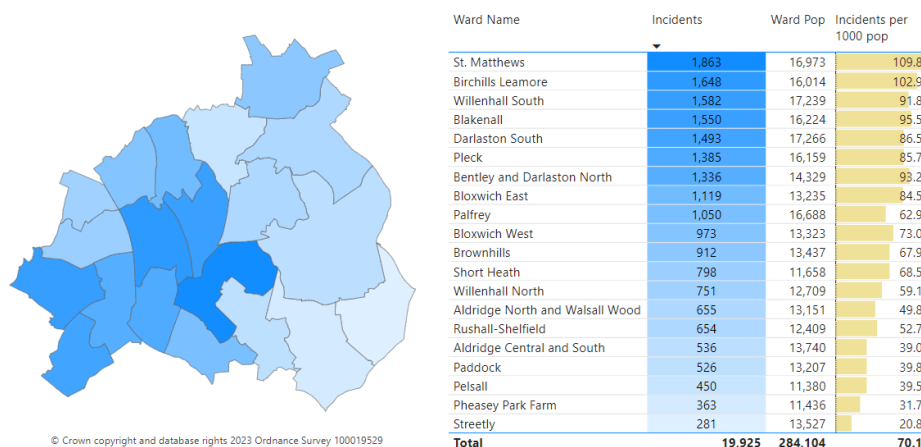 Ward Name Incidents Ward Pop Incidents per
1000 pop
St. Matthews 1,863 16,973 109.8
Birchills Leamore 1,648 16,014 102.9
Willenhall South 1,582 17,239 91.8
Blakenall 1,550 16,224 95.5
Darlaston South 1,493 17,266 86.5
Pleck 1,385 16,159 85.7
Bentley and Darlaston North 1,336 14,329 93.2
Bloxwich East 1,119 13,235 84.5
Palfrey 1,050 16,688 62.9
Bloxwich West 973 13,323 73.0
Brownhills 912 13,437 67.9
Short Heath 798 11,658 68.5
Willenhall North 751 12,709 59.1
Aldridge North and Walsall Wood 655 13,151 49.8
Rushall-Shelfield 654 12,409 52.7
Aldridge Central and South 536 13,740 39.0
Paddock 526 13,207 39.8
Pelsall 450 11,380 39.5
Pheasey Park Farm 363 11,436 31.7
Streetly 281 13,527 20.8
Total 19,925 284,104 70.1
© Crown copyright and database rights 2023 Ordnance Survey 100019529